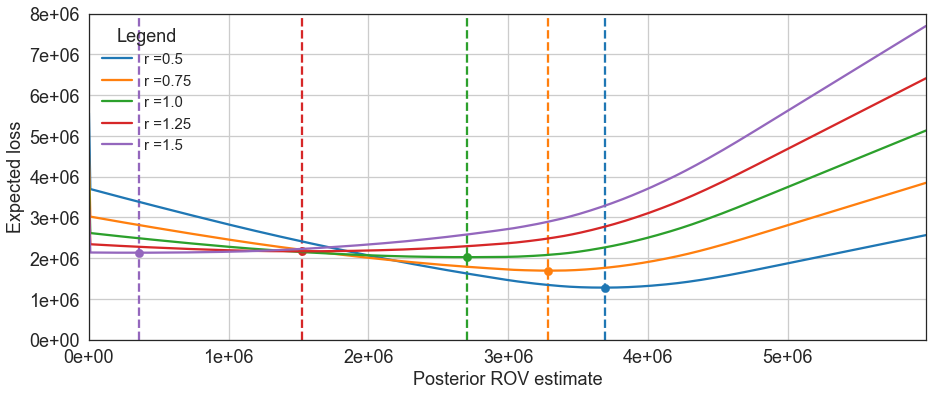 8e+06
7e+06
6e+06
5e+06
4e+06
3e+06
2e+06
1e+06
0e+00
Expected loss
Legend
r =0.5
r =0.75
r =1.0
r =1.25
r =1.5
0e+00 1e+06 2e+06 3e+06 4e+06 5e+06
Posterior ROV estimate